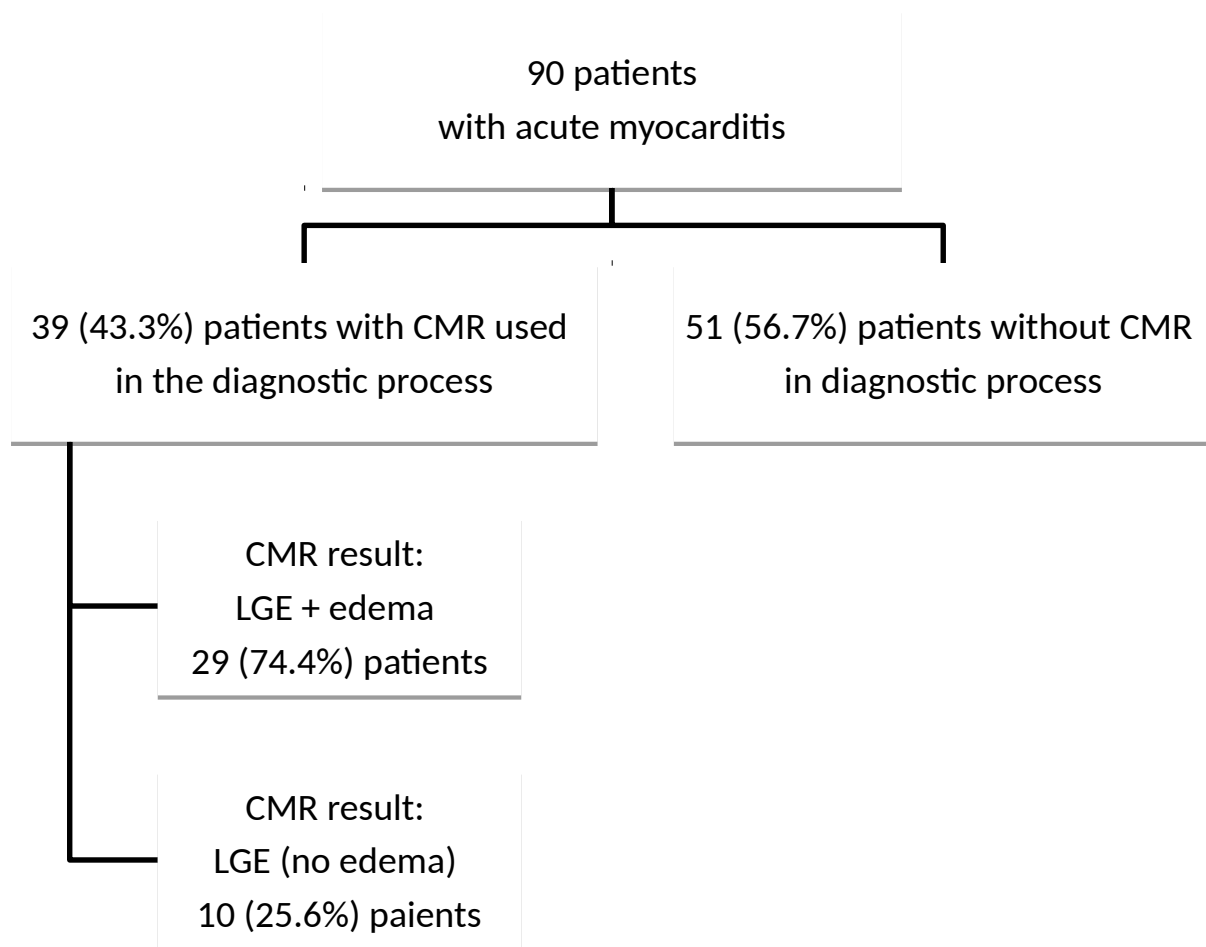 90 patients
with acute myocarditis
39 (43.3%) patients with CMR used
in the diagnostic process
51 (56.7%) patients without CMR
in diagnostic process
CMR result:
LGE + edema
29 (74.4%) patients
CMR result:
LGE (no edema)
10 (25.6%) paients